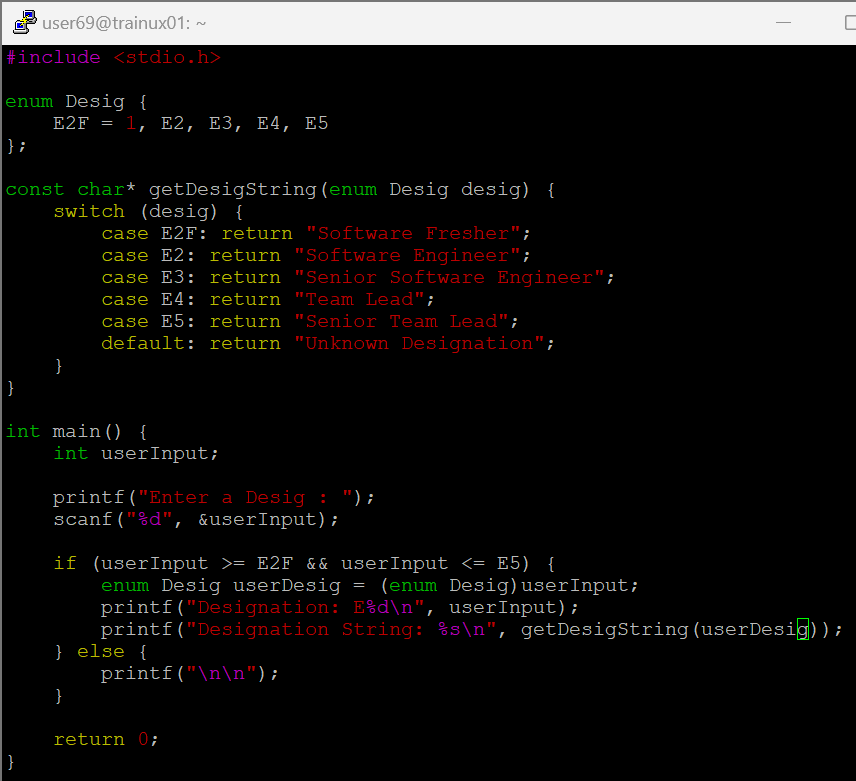 user69@trainux01: ~
#include <stdio.h>

enum Desig {
    E2F = 1, E2, E3, E4, E5
};

const char* getDesigString(enum Desig desig) {
    switch (desig) {
        case E2F: return "Software Fresher";
        case E2: return "Software Engineer";
        case E3: return "Senior Software Engineer";
        case E4: return "Team Lead";
        case E5: return "Senior Team Lead";
        default: return "Unknown Designation";
    }
}

int main() {
    int userInput;

    printf("Enter a Desig : ");
    scanf("%d", &userInput);

    if (userInput >= E2F && userInput <= E5) {
        enum Desig userDesig = (enum Desig)userInput;
        printf("Designation: E%d\n", userInput);
        printf("Designation String: %s\n", getDesigString(userDesig));
    } else {
        printf("\n\n");
    }

    return 0;
}